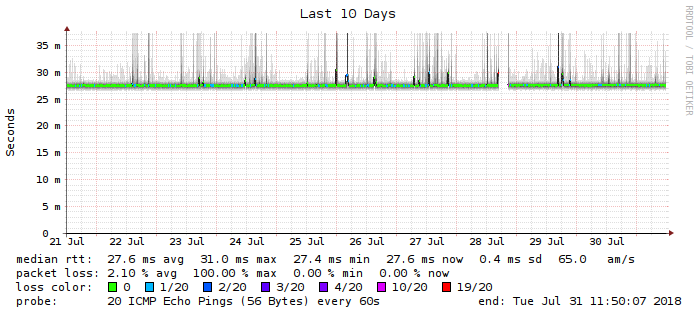 Last 10 Days
RRDTOOL / TOBI OETIKER
Seconds
35 m
30 m
25 m
20 m
15 m
10 m
5 m
0
21 Jul 22 Jul 23 Jul 24 Jul 25 Jul 26 Jul 27 Jul 28 Jul 29 Jul 30 Jul
median rtt: 27.6 ms avg 31.0 ms max 27.4 ms min 27.6 ms now 0.4 ms sd 65.0 am/s
packet loss: 2.10 % avg 100.00 % max 0.00 % min 0.00 % now
loss color: 0 1/20 2/20 3/20 4/20 10/20 19/20
probe: 20 ICMP Echo Pings (56 Bytes) every 60s end: Tue Jul 31 11:50:07 2018